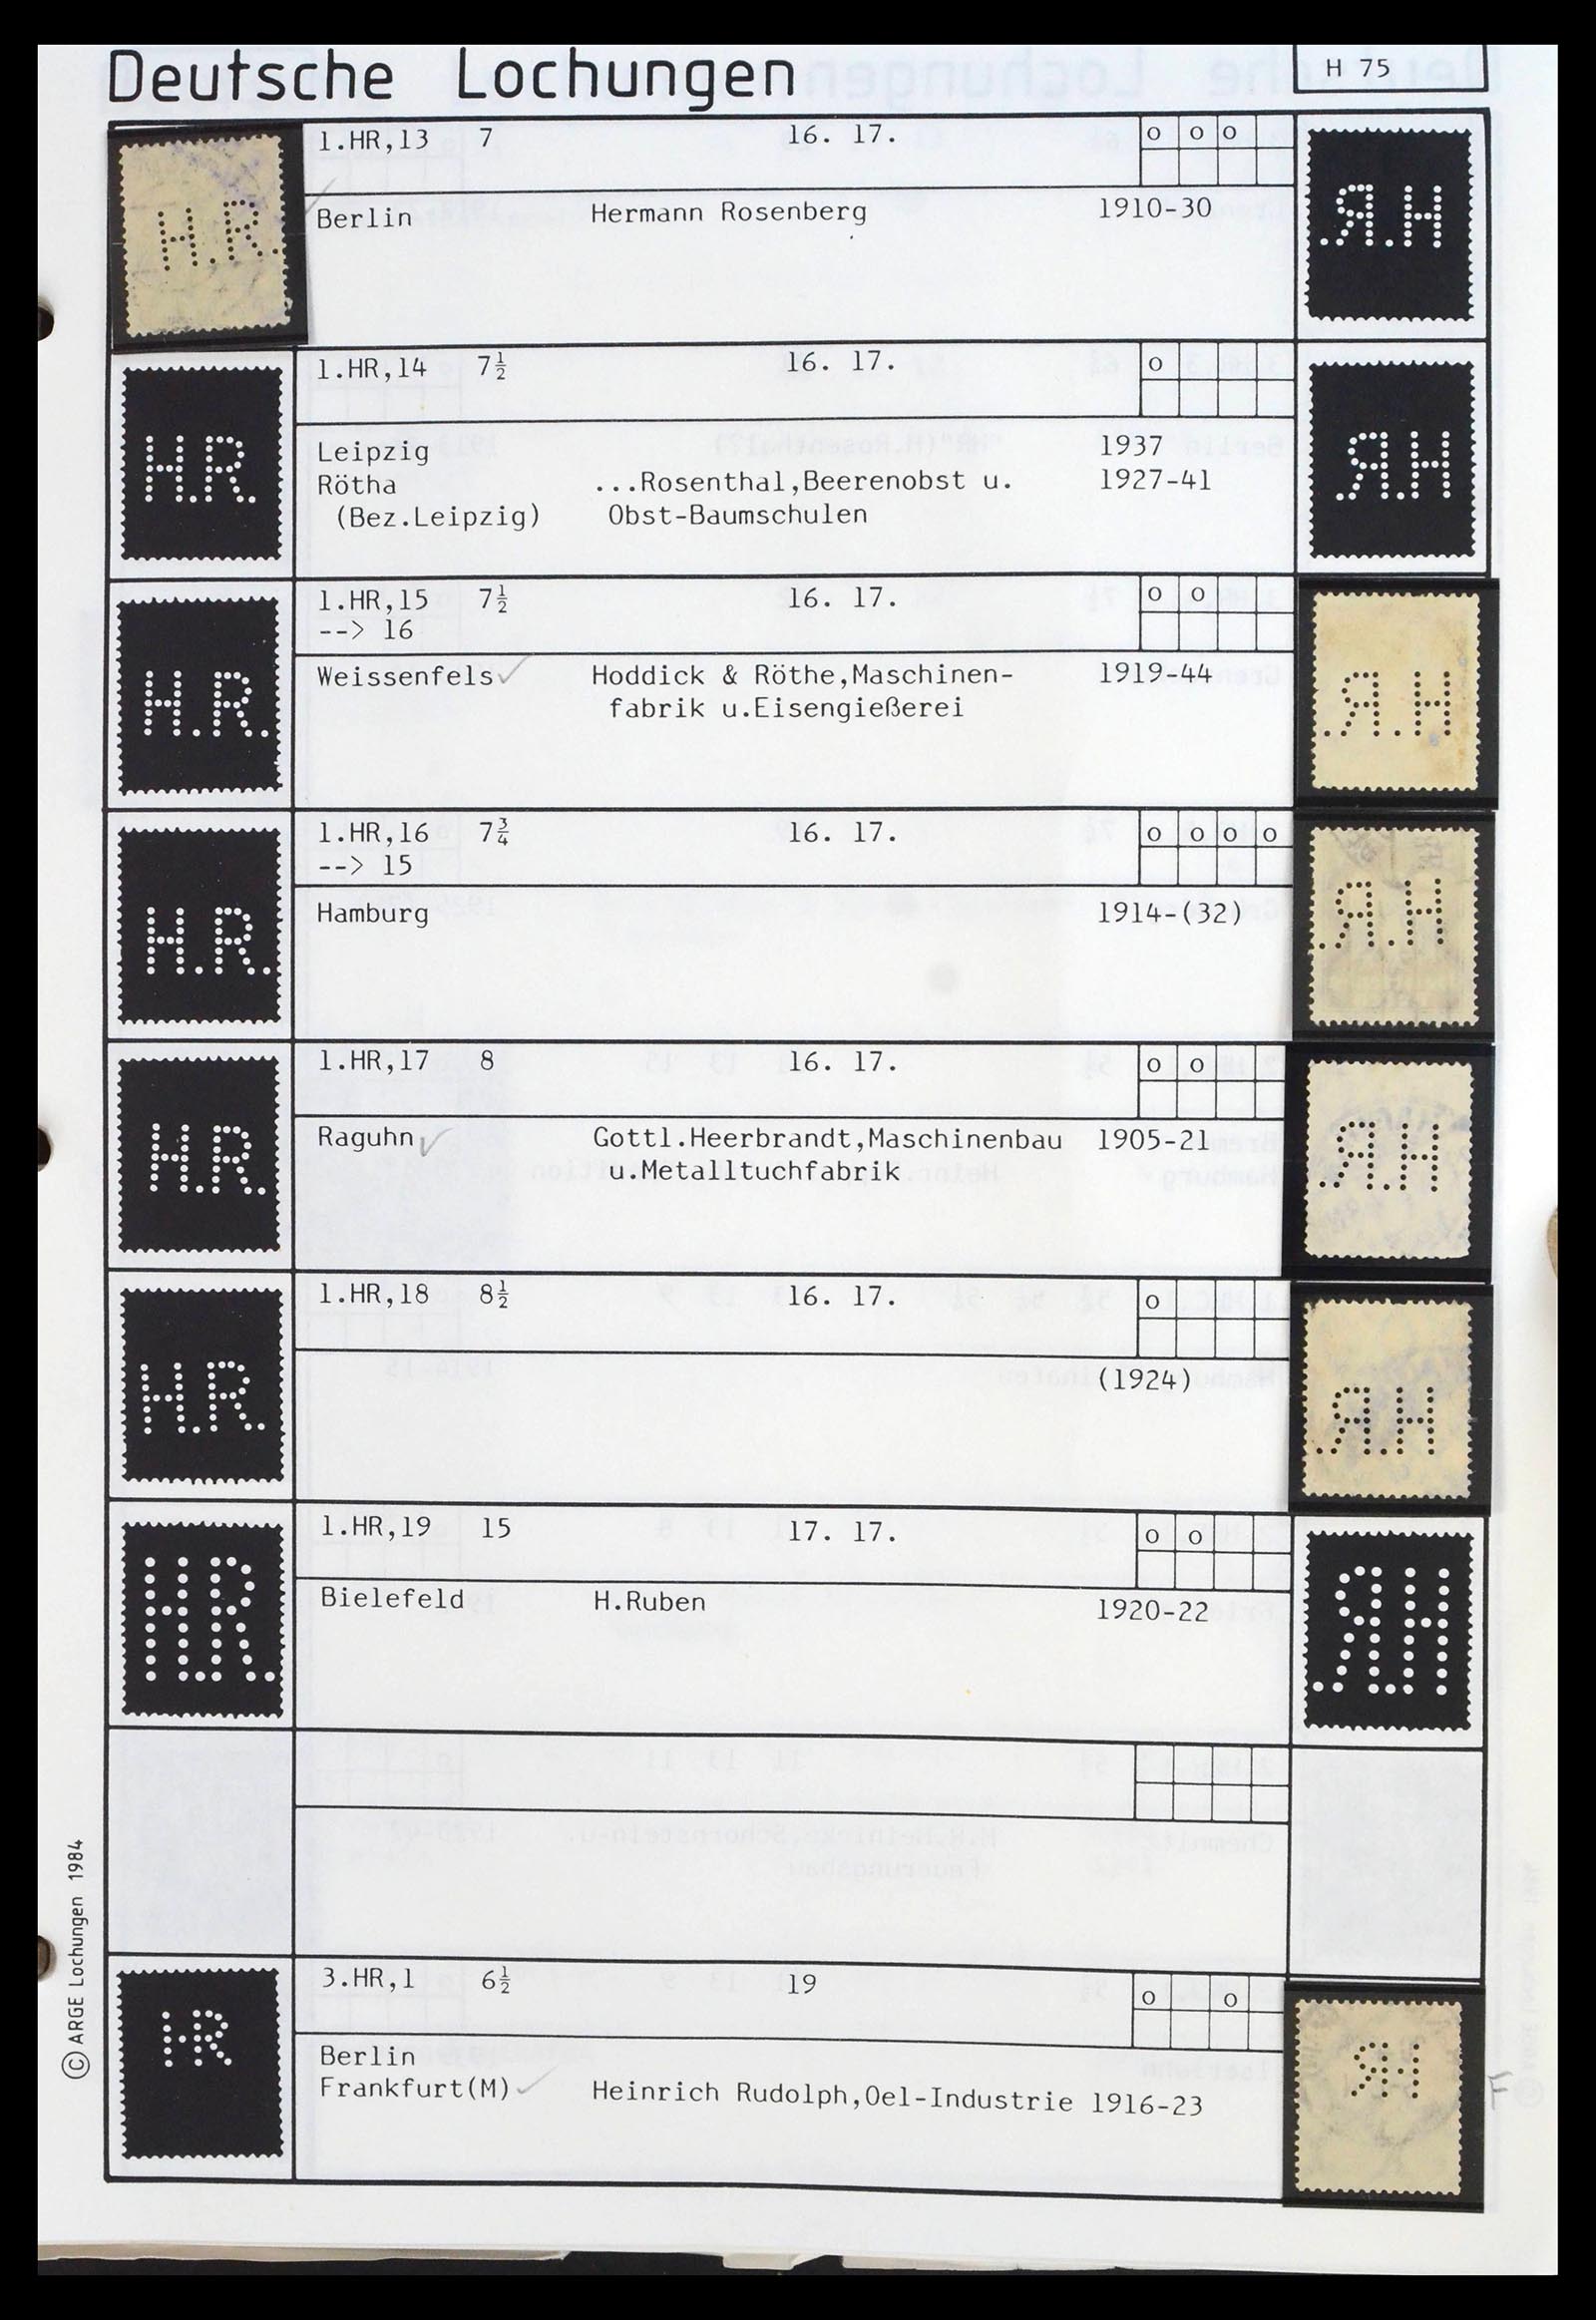 Deutsche Lochungen
H 75
1.HR,13 7 16. 17. o o o
Berlin Hermann Rosenberg 1910-30
H.R.
1.HR,14 7½ 16. 17. o
H.R.
Leipzig 1937
Rötha ...Rosenthal,Beerenobst u. 1927-41
(Bez.Leipzig) Obst-Baumschulen
1.HR,15 7½ 16. 17. o o
--> 16
H.R.
Weissenfels Hoddick & Röthe,Maschinen- 1919-44
fabrik u.Eisengießerei
1.HR,16 7¾ 16. 17. o o o o
--> 15
H.R.
Hamburg 1914-(32)
1.HR,17 8 16. 17. o o
H.R.
Raguhn Gottl.Heerbrandt,Maschinenbau 1905-21
u.Metalltuchfabrik
1.HR,18 8½ 16. 17. o
H.R.
(1924)
1.HR,19 15 17. 17. o o
H.R.
Bielefeld H.Ruben 1920-22
3.HR,1 6½ 19 o o
HR
Berlin
Frankfurt(M) Heinrich Rudolph,Oel-Industrie 1916-23
F
© ARGE Lochungen 1984